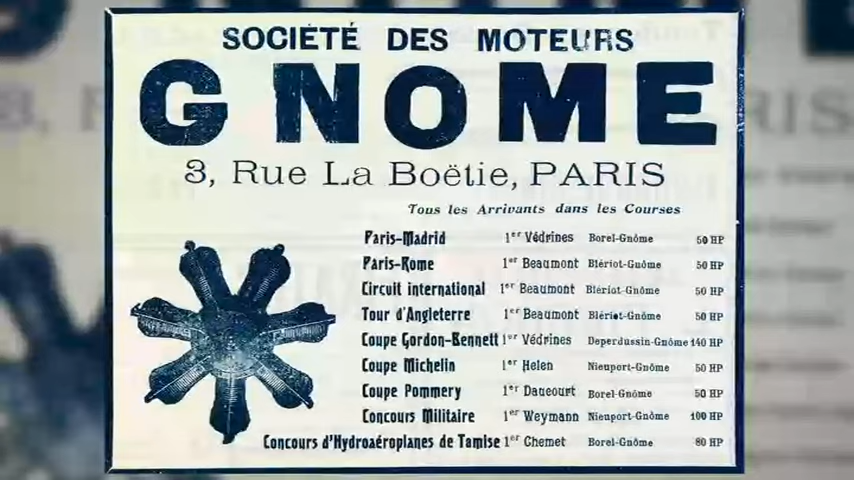 SOCIÉTÉ DES MOTEURS
GNOME
3, Rue La Boëtie, PARIS
Tous les Arrivants dans les Courses
Paris-Madrid 1er Védrines Borel-Gnôme 50 HP
Paris-Rome 1er Beaumont Blériot-Gnôme 50 HP
Circuit international 1er Beaumont Blériot-Gnôme 50 HP
Tour d'Angleterre 1er Beaumont Blériot-Gnôme 50 HP
Coupe Gordon-Bennett 1er Védrines Deperdussin-Gnôme 140 HP
Coupe Michelin 1er Helen Nieuport-Gnôme 50 HP
Coupe Pommery 1er Daucourt Borel-Gnôme 50 HP
Concours Militaire 1er Weymann Nieuport-Gnôme 100 HP
Concours d'Hydroaéroplanes de Tamise 1er Chemet Borel-Gnôme 80 HP